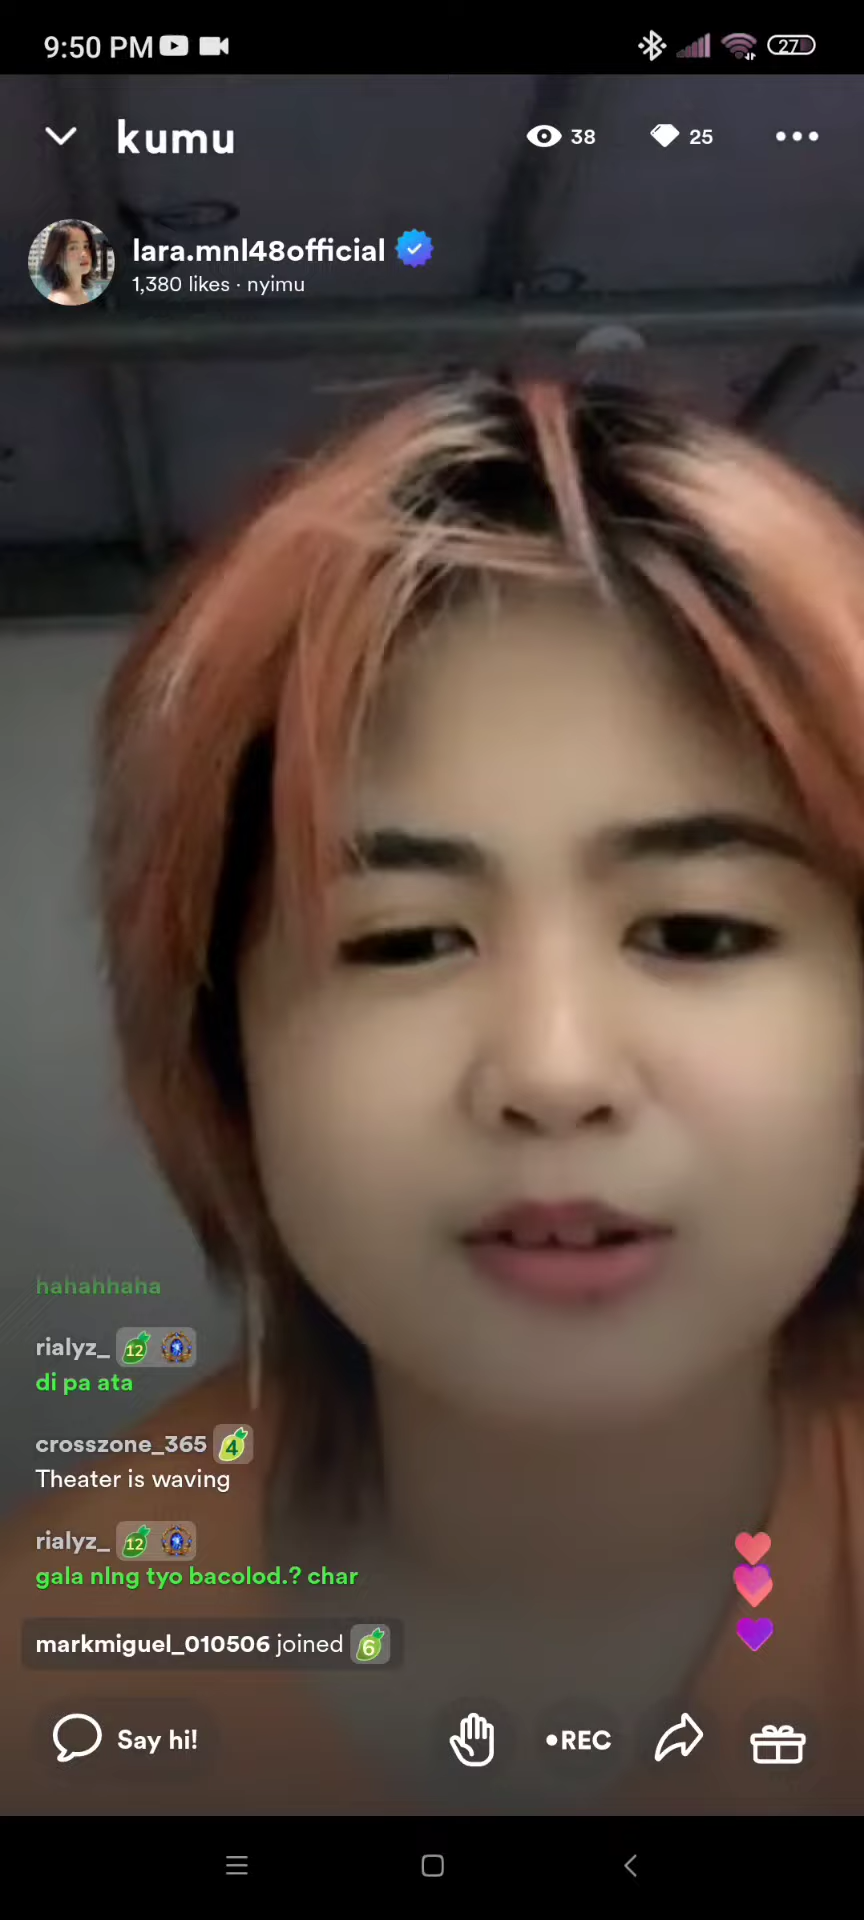 9:50 PM
27
kumu
38
25
lara.mnl48official
1,380 likes · nyimu
hahahhaha
rialyz_ 12
di pa ata
crosszone_365 4
Theater is waving
rialyz_ 12
gala nlng tyo bacolod.? char
markmiguel_010506 joined 6
Say hi!
•REC